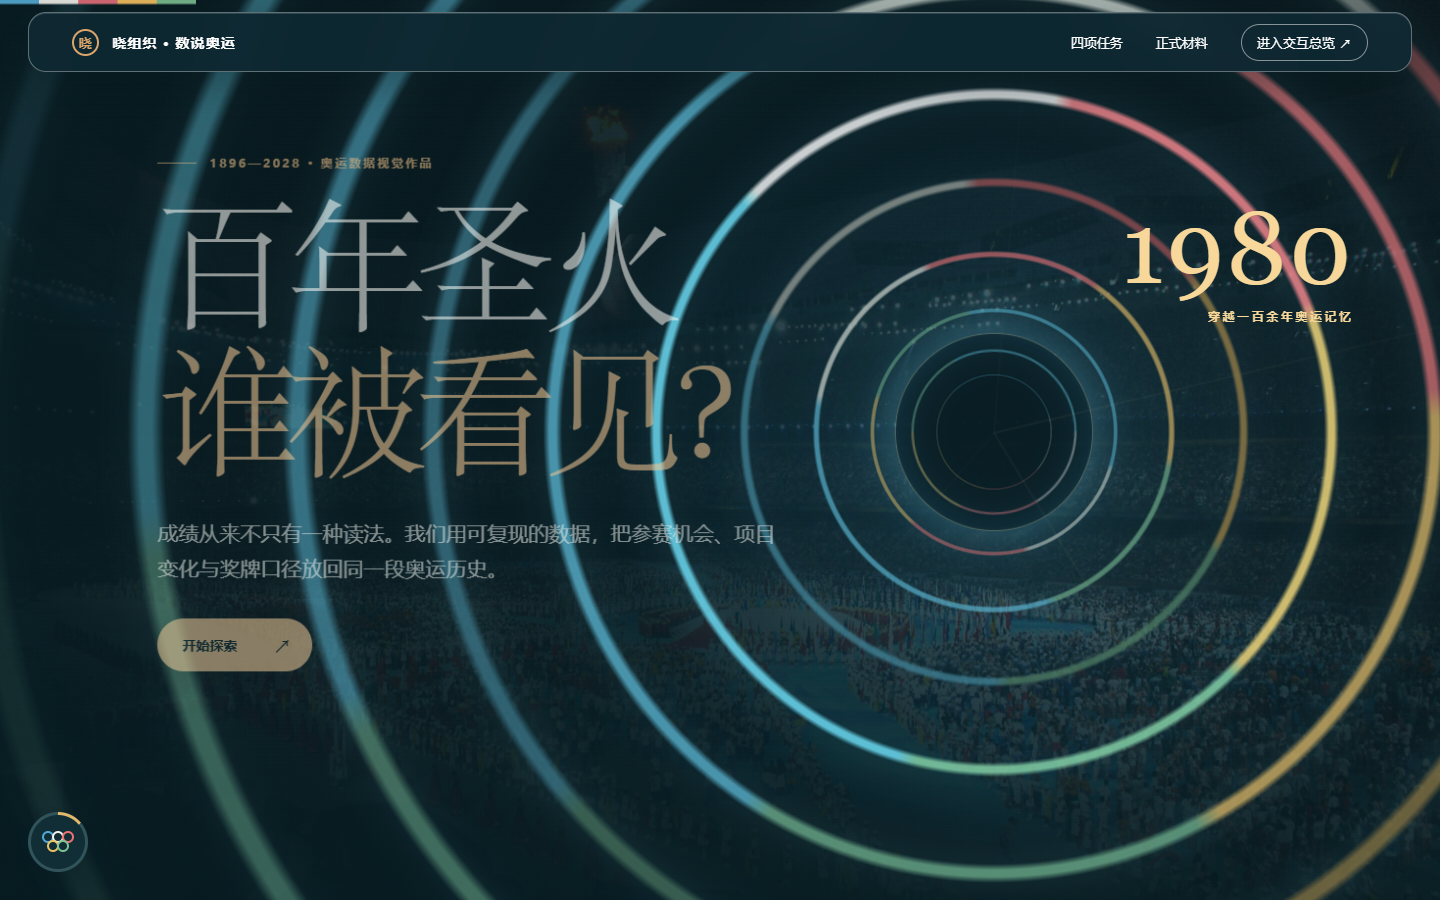 晓 晓组织 • 数说奥运 四项任务 正式材料 进入交互总览 ↗
1896—2028 • 奥运数据视觉作品
百年圣火
谁被看见?
1980
穿越一百余年奥运记忆
成绩从来不只有一种读法。我们用可复现的数据，把参赛机会、项目
变化与奖牌口径放回同一段奥运历史。
开始探索 ↗